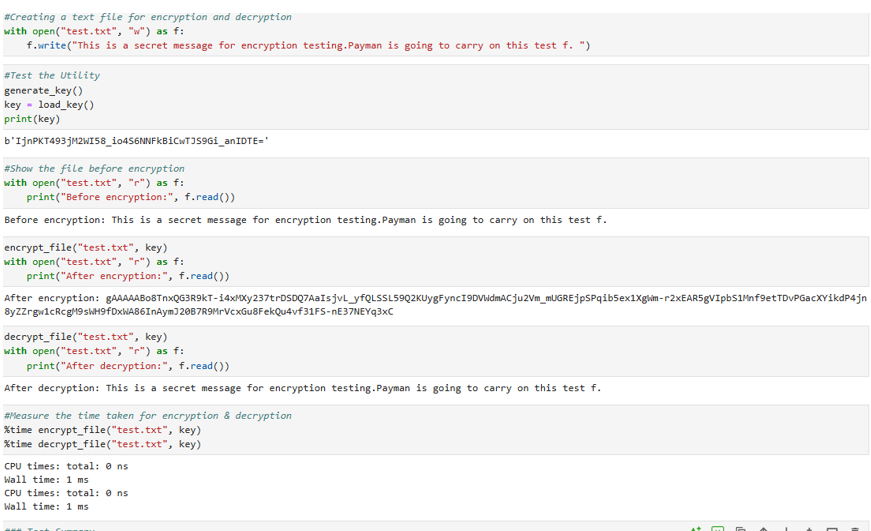 #Creating a text file for encryption and decryption
with open("test.txt", "w") as f:
    f.write("This is a secret message for encryption testing.Payman is going to carry on this test f. ")
#Test the Utility
generate_key()
key = load_key()
print(key)
b'IjnPKT493jM2WI58_io4S6NNFkBiCwTJS9Gi_anIDTE='
#Show the file before encryption
with open("test.txt", "r") as f:
    print("Before encryption:", f.read())
Before encryption: This is a secret message for encryption testing.Payman is going to carry on this test f.
encrypt_file("test.txt", key)
with open("test.txt", "r") as f:
    print("After encryption:", f.read())
After encryption: gAAAAABo8TnxQG3R9kT-i4xMXy237trDSDQ7AaIsjvL_yfQLSSL59Q2KUygFyncI9DVWdmACju2Vm_mUGREjpSPqib5ex1XgWm-r2xEAR5gVIpbS1Mnf9etTDvPGacXYikdP4jn
8yZZrgw1cRcgM9sWH9fDxWA86InAymJ20B7R9MrVcxGu8FekQu4vf31FS-nE37NEYq3xC
decrypt_file("test.txt", key)
with open("test.txt", "r") as f:
    print("After decryption:", f.read())
After decryption: This is a secret message for encryption testing.Payman is going to carry on this test f.
#Measure the time taken for encryption & decryption
%time encrypt_file("test.txt", key)
%time decrypt_file("test.txt", key)
CPU times: total: 0 ns
Wall time: 1 ms
CPU times: total: 0 ns
Wall time: 1 ms
### Test Summary